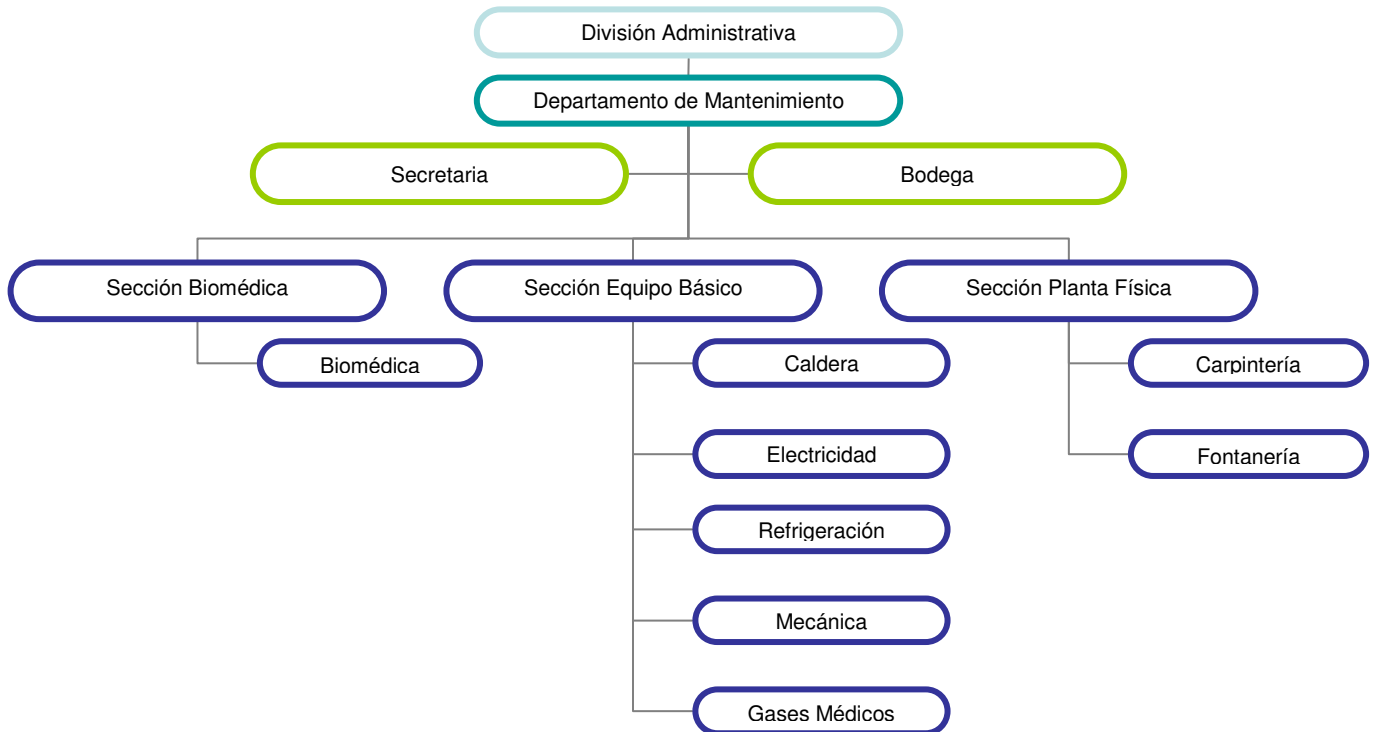 División Administrativa
Departamento de Mantenimiento
Secretaria
Bodega
Sección Biomédica
Sección Equipo Básico
Sección Planta Física
Biomédica
Caldera
Carpintería
Electricidad
Fontanería
Refrigeración
Mecánica
Gases Médicos